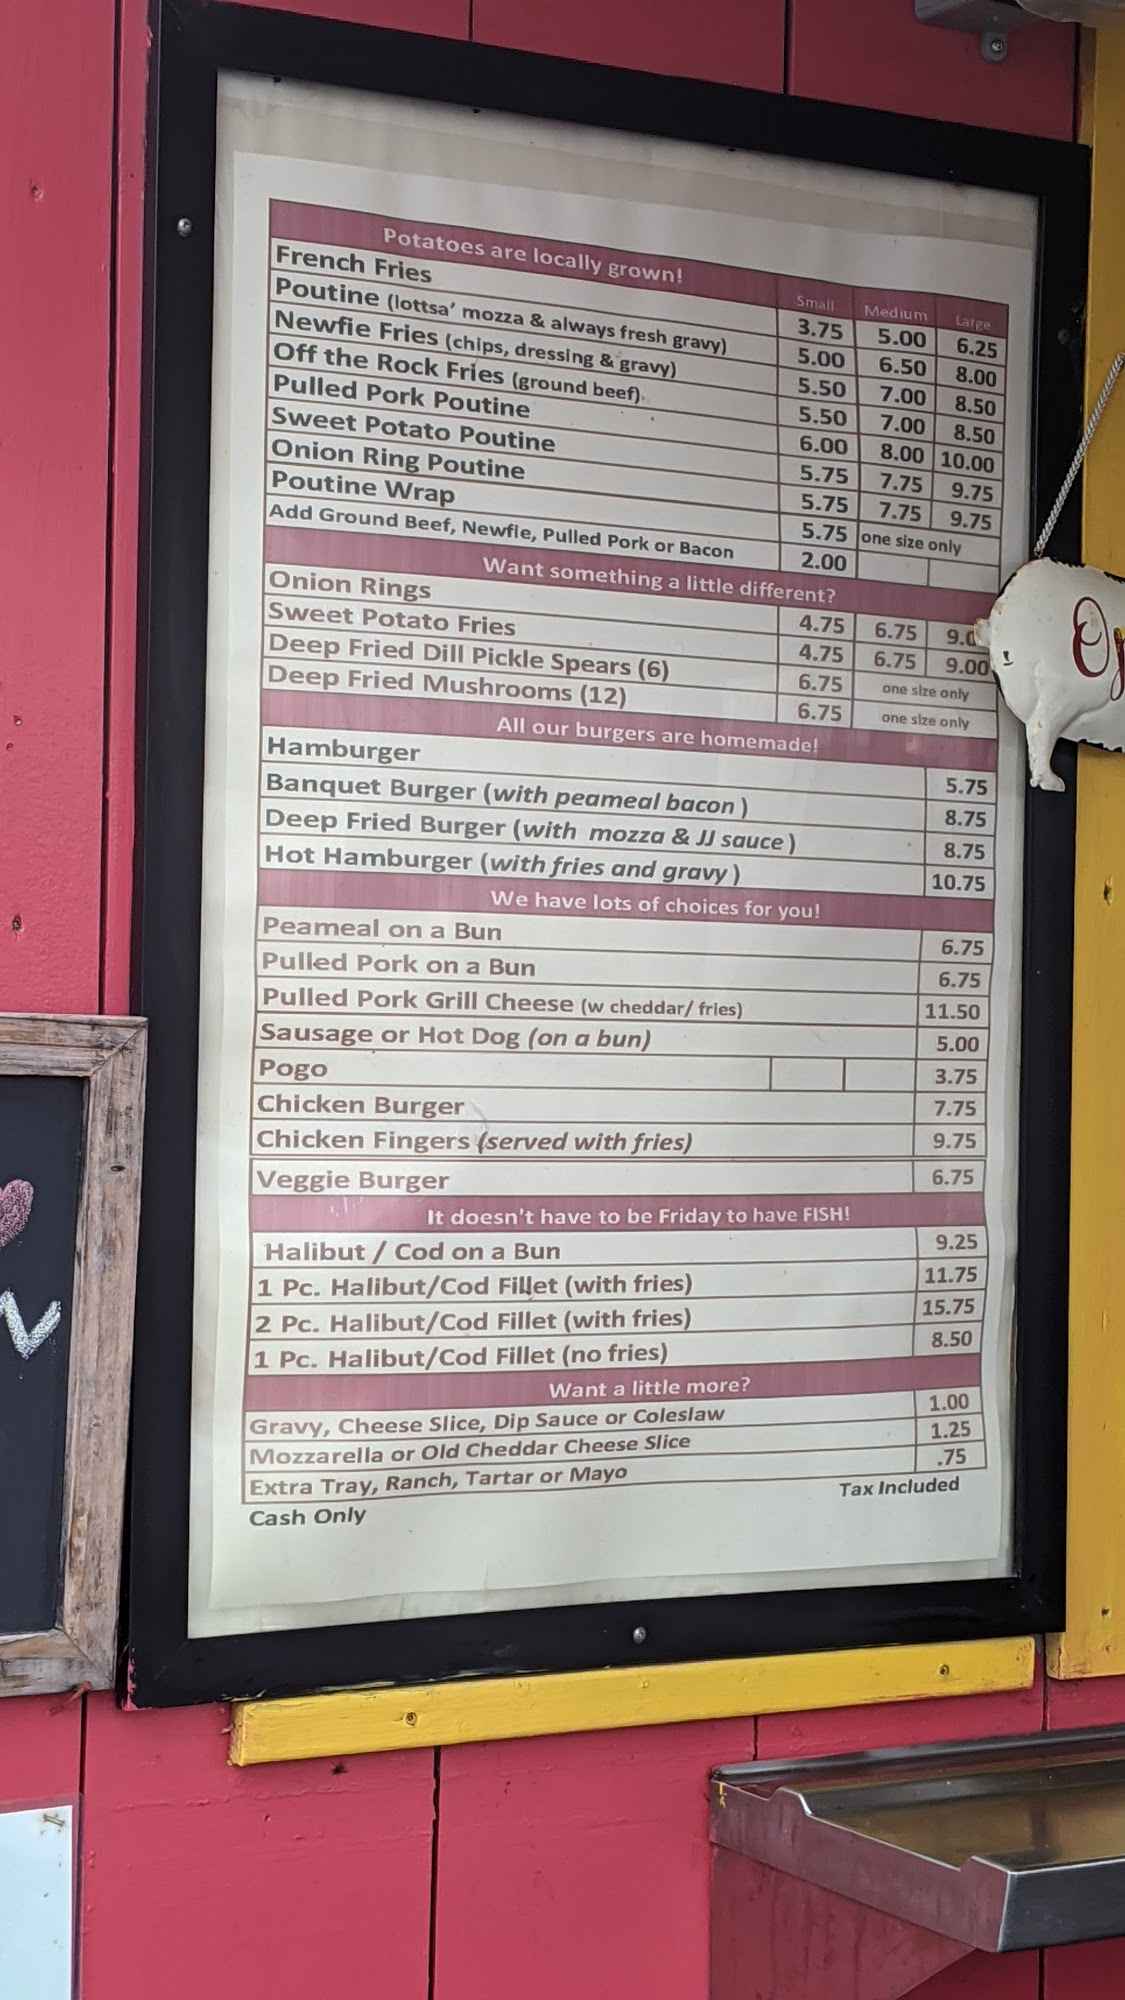 Potatoes are locally grown!
Small Medium Large
French Fries 3.75 5.00 6.25
Poutine (lottsa' mozza & always fresh gravy) 5.00 6.50 8.00
Newfie Fries (chips, dressing & gravy) 5.50 7.00 8.50
Off the Rock Fries (ground beef) 5.50 7.00 8.50
Pulled Pork Poutine 6.00 8.00 10.00
Sweet Potato Poutine 5.75 7.75 9.75
Onion Ring Poutine 5.75 7.75 9.75
Poutine Wrap 5.75 one size only
Add Ground Beef, Newfie, Pulled Pork or Bacon 2.00
Want something a little different?
Onion Rings 4.75 6.75 9.0
Sweet Potato Fries 4.75 6.75 9.00
Deep Fried Dill Pickle Spears (6) 6.75 one size only
Deep Fried Mushrooms (12) 6.75 one size only
All our burgers are homemade!
Hamburger 5.75
Banquet Burger (with peameal bacon ) 8.75
Deep Fried Burger (with mozza & JJ sauce ) 8.75
Hot Hamburger (with fries and gravy ) 10.75
We have lots of choices for you!
Peameal on a Bun 6.75
Pulled Pork on a Bun 6.75
Pulled Pork Grill Cheese (w cheddar/ fries) 11.50
Sausage or Hot Dog (on a bun) 5.00
Pogo 3.75
Chicken Burger 7.75
Chicken Fingers (served with fries) 9.75
Veggie Burger 6.75
It doesn't have to be Friday to have FISH!
Halibut / Cod on a Bun 9.25
1 Pc. Halibut/Cod Fillet (with fries) 11.75
2 Pc. Halibut/Cod Fillet (with fries) 15.75
1 Pc. Halibut/Cod Fillet (no fries) 8.50
Want a little more?
Gravy, Cheese Slice, Dip Sauce or Coleslaw 1.00
Mozzarella or Old Cheddar Cheese Slice 1.25
Extra Tray, Ranch, Tartar or Mayo .75
Cash Only Tax Included